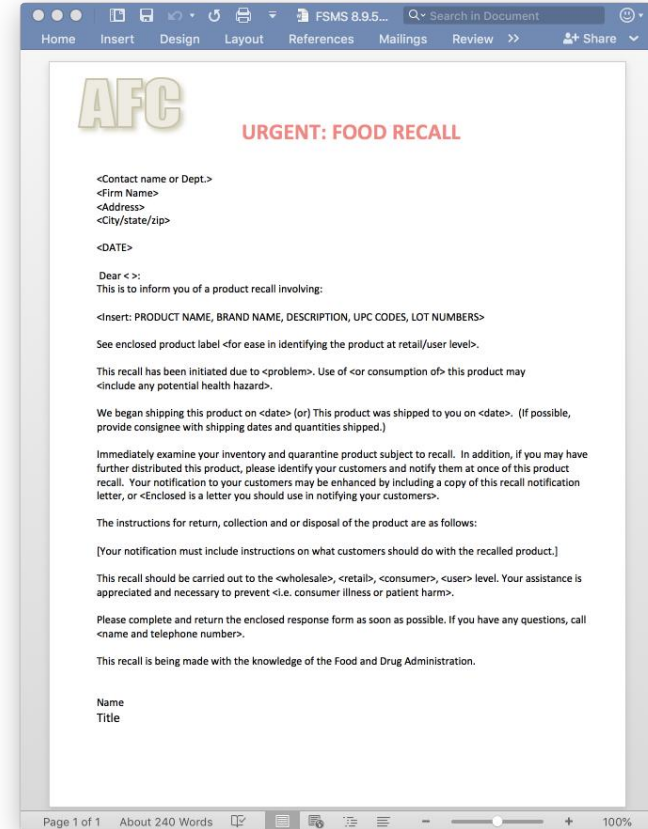 FSMS 8.9.5...
Search in Document
Home Insert Design Layout References Mailings Review >> Share
AFC
URGENT: FOOD RECALL
<Contact name or Dept.>
<Firm Name>
<Address>
<City/state/zip>
<DATE>
Dear < >:
This is to inform you of a product recall involving:
<Insert: PRODUCT NAME, BRAND NAME, DESCRIPTION, UPC CODES, LOT NUMBERS>
See enclosed product label <for ease in identifying the product at retail/user level>.
This recall has been initiated due to <problem>. Use of <or consumption of> this product may
<include any potential health hazard>.
We began shipping this product on <date> (or) This product was shipped to you on <date>. (If possible,
provide consignee with shipping dates and quantities shipped.)
Immediately examine your inventory and quarantine product subject to recall. In addition, if you may have
further distributed this product, please identify your customers and notify them at once of this product
recall. Your notification to your customers may be enhanced by including a copy of this recall notification
letter, or <Enclosed is a letter you should use in notifying your customers>.
The instructions for return, collection and or disposal of the product are as follows:
[Your notification must include instructions on what customers should do with the recalled product.]
This recall should be carried out to the <wholesale>, <retail>, <consumer>, <user> level. Your assistance is
appreciated and necessary to prevent <i.e. consumer illness or patient harm>.
Please complete and return the enclosed response form as soon as possible. If you have any questions, call
<name and telephone number>.
This recall is being made with the knowledge of the Food and Drug Administration.
Name
Title
Page 1 of 1 About 240 Words 100%